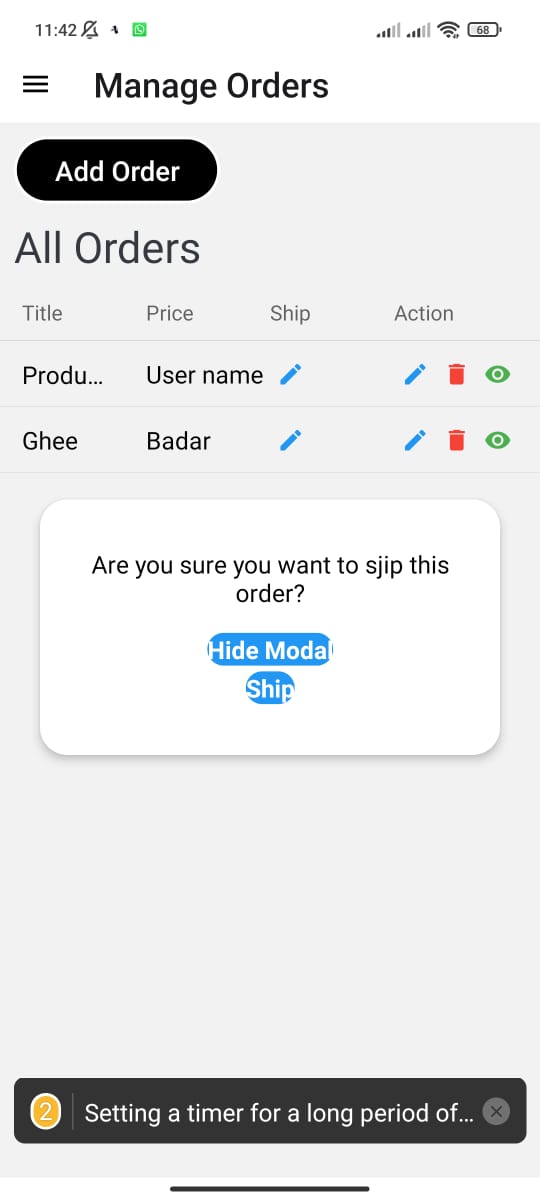 11:42
68
Manage Orders
Add Order
All Orders
Title Price Ship Action
Produ... User name
Ghee Badar
Are you sure you want to sjip this
order?
Hide Modal
Ship
2 Setting a timer for a long period of...